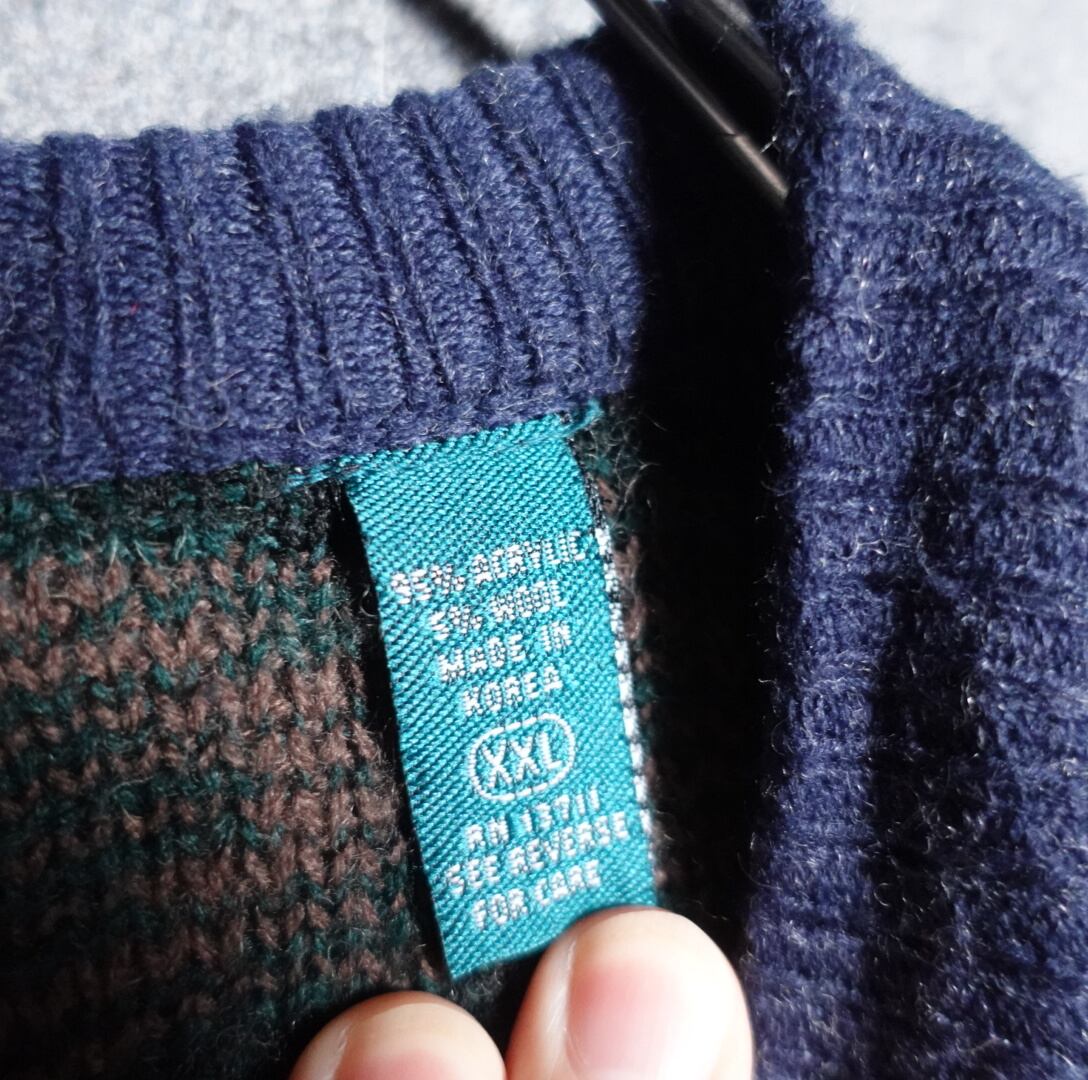 95% ACRYLIC
5% WOOL
MADE IN
KOREA
XXL
RN 13711
SEE REVERSE
FOR CARE